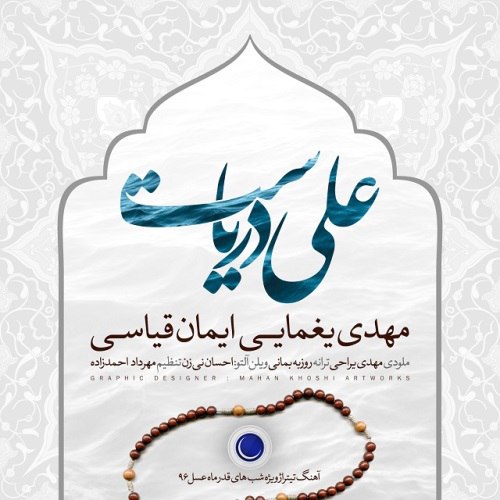 علی دریاست
مهدی یغمایی ایمان قیاسی
ملودی مهدی یراحی ترانه روزبه بمانی ویلن آلتو احسان نی زن تنظیم مهرداد احمدزاده
GRAPHIC DESIGNER : MAHAN KHOSHI ARTWORKS
آهنگ تیتراژ ویژه شب های قدر ماه عسل ۹۶